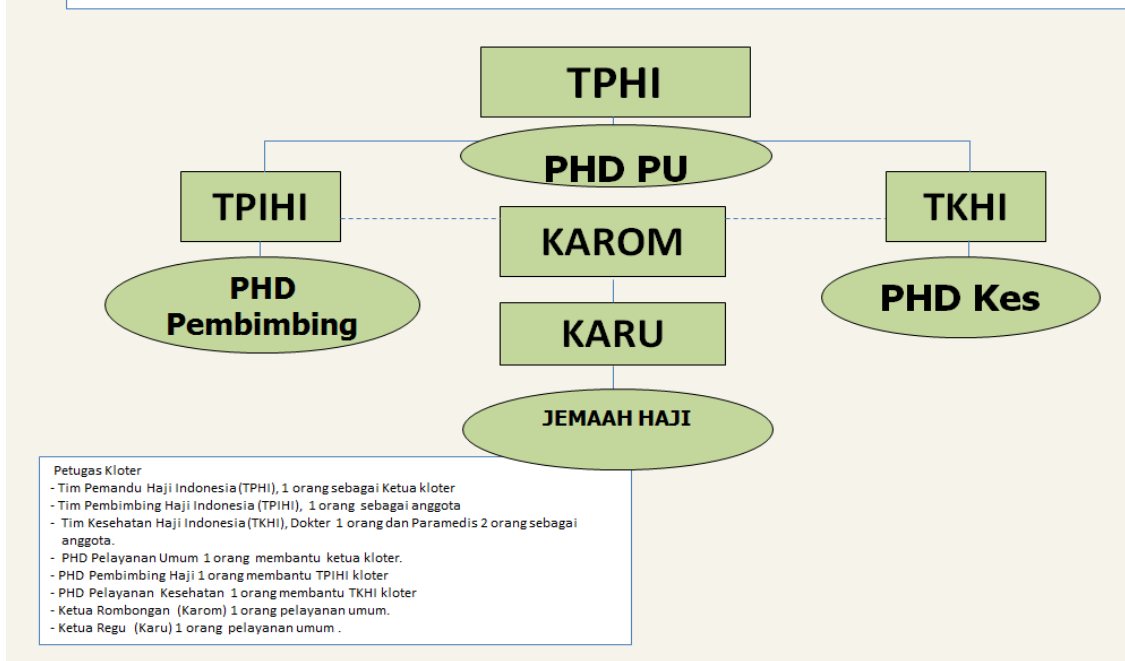 TPHI
PHD PU
TPIHI
TKHI
KAROM
PHD
Pembimbing
PHD Kes
KARU
JEMAAH HAJI
Petugas Kloter
- Tim Pemandu Haji Indonesia (TPHI), 1 orang sebagai Ketua kloter
- Tim Pembimbing Haji Indonesia (TPIHI), 1 orang sebagai anggota
- Tim Kesehatan Haji Indonesia (TKHI), Dokter 1 orang dan Paramedis 2 orang sebagai
anggota.
- PHD Pelayanan Umum 1 orang membantu ketua kloter.
- PHD Pembimbing Haji 1 orang membantu TPIHI kloter
- PHD Pelayanan Kesehatan 1 orang membantu TKHI kloter
- Ketua Rombongan (Karom) 1 orang pelayanan umum.
- Ketua Regu (Karu) 1 orang pelayanan umum .